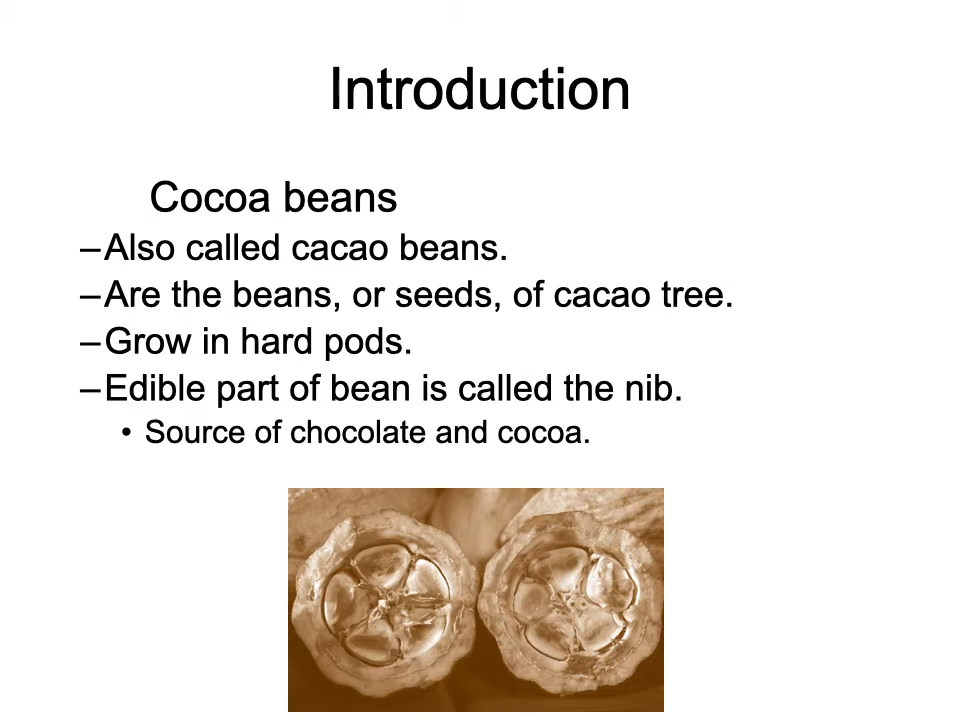 Introduction
Cocoa beans
–Also called cacao beans.
–Are the beans, or seeds, of cacao tree.
–Grow in hard pods.
–Edible part of bean is called the nib.
• Source of chocolate and cocoa.